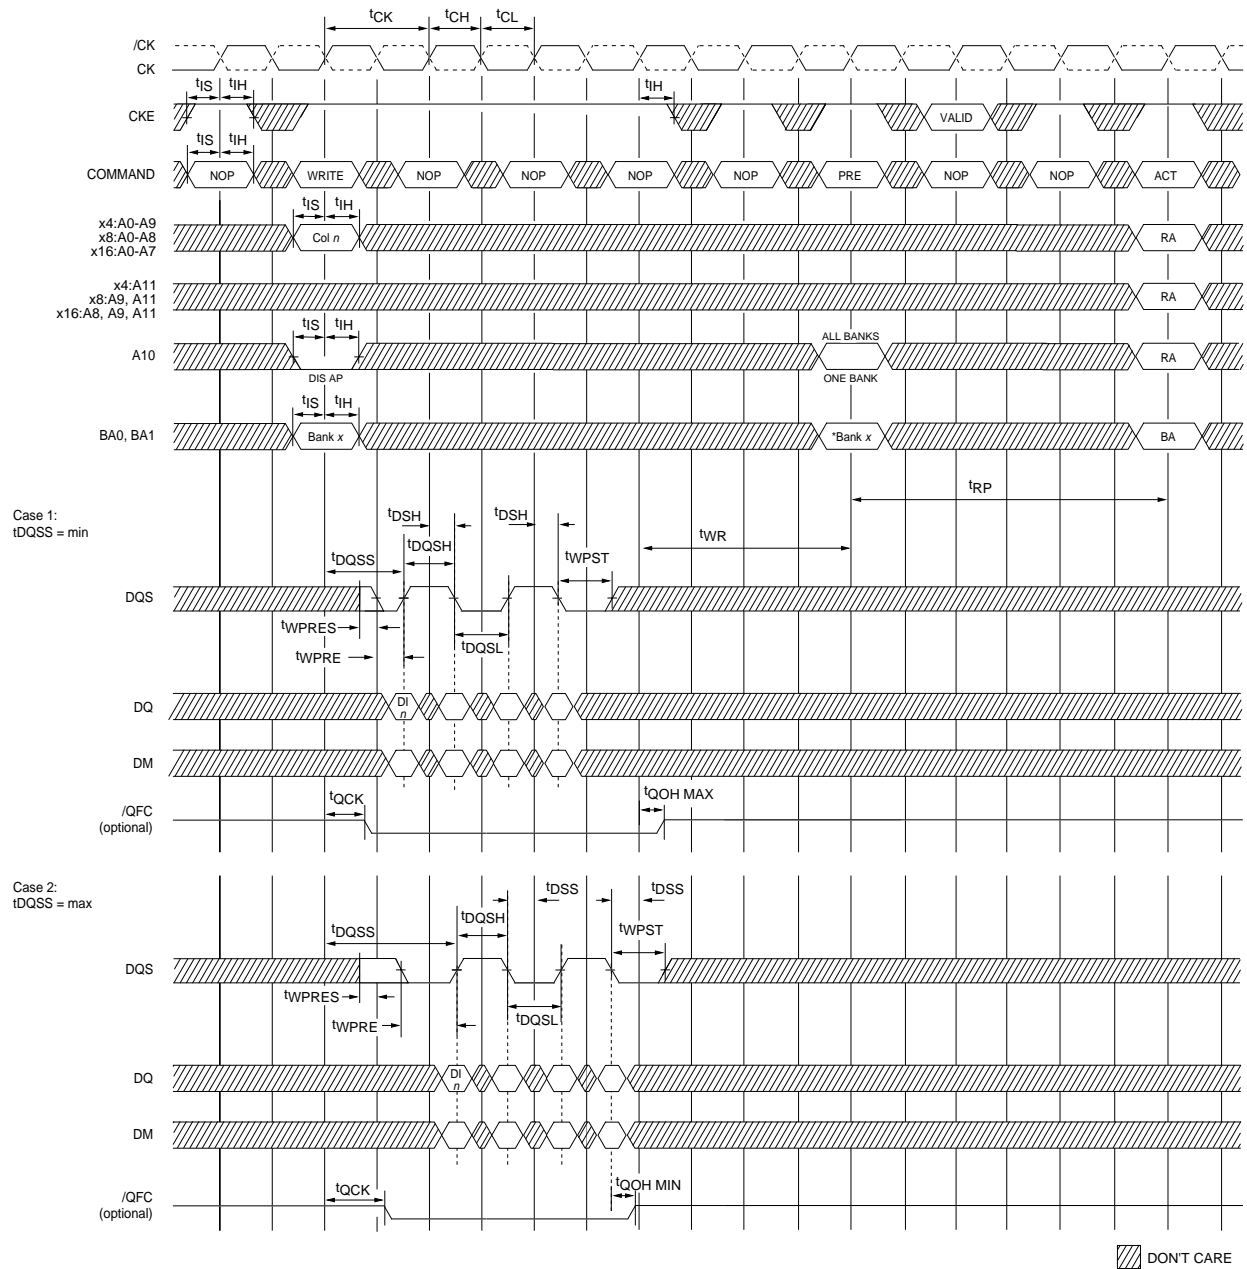 tCK tCH tCL
/CK
CK
tIS tIH tIH
CKE VALID
tIS tIH
COMMAND NOP WRITE NOP NOP NOP NOP PRE NOP NOP ACT
tIS tIH
x4:A0-A9
x8:A0-A8
x16:A0-A7
Col n RA
x4:A11
x8:A9, A11
x16:A8, A9, A11
RA
tIS tIH
ALL BANKS
A10 RA
DIS AP ONE BANK
tIS tIH
BA0, BA1 Bank x *Bank x BA
tRP
Case 1:
tDQSS = min
tDSH tDSH
tDQSH tWR
tDQSS tWPST
DQS
tWPRES
tDQSL
tWPRE
DQ DI
n
DM
tQCK tQOH MAX
/QFC
(optional)
Case 2:
tDQSS = max
tDSS tDSS
tDQSH
tDQSS tWPST
DQS
tWPRES
tDQSL
tWPRE
DQ DI
n
DM
tQCK tQOH MIN
/QFC
(optional)
DON'T CARE